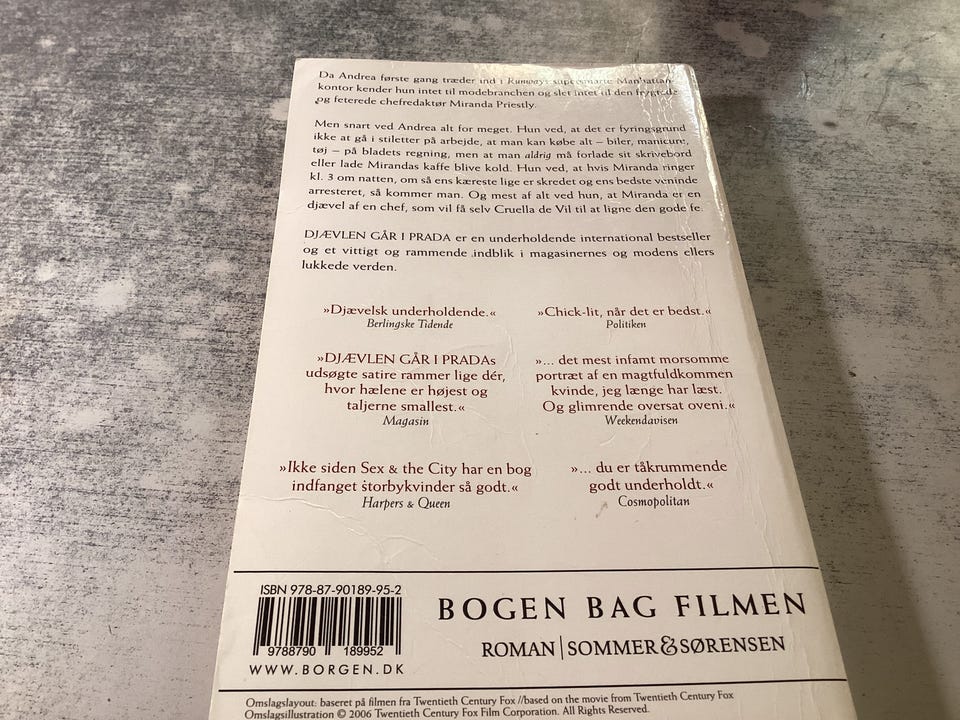 Da Andrea første gang træder ind i Runways supersmarte Manhattan-
kontor kender hun intet til modebranchen og slet intet til den frygtede
og feterede chefredaktør Miranda Priestly.
Men snart ved Andrea alt for meget. Hun ved, at det er fyringsgrund
ikke at gå i stiletter på arbejde, at man kan købe alt – biler, manicure,
tøj – på bladets regning, men at man aldrig må forlade sit skrivebord
eller lade Mirandas kaffe blive kold. Hun ved, at hvis Miranda ringer
kl. 3 om natten, om så ens kæreste lige er skredet og ens bedste veninde
arresteret, så kommer man. Og mest af alt ved hun, at Miranda er en
djævel af en chef, som vil få selv Cruella de Vil til at ligne den gode fe.
DJÆVLEN GÅR I PRADA er en underholdende international bestseller
og et vittigt og rammende indblik i magasinernes og modens ellers
lukkede verden.
»Djævelsk underholdende.«
Berlingske Tidende
»Chick-lit, når det er bedst.«
Politiken
»DJÆVLEN GÅR I PRADAs
udsøgte satire rammer lige dér,
hvor hælene er højest og
taljerne smallest.«
Magasin
»... det mest infamt morsomme
portræt af en magtfuldkommen
kvinde, jeg længe har læst.
Og glimrende oversat oveni.«
Weekendavisen
»Ikke siden Sex & the City har en bog
indfanget storbykvinder så godt.«
Harpers & Queen
»... du er tåkrummende
godt underholdt.«
Cosmopolitan
ISBN 978-87-90189-95-2
9788790 189952
WWW.BORGEN.DK
BOGEN BAG FILMEN
ROMAN | SOMMER & SØRENSEN
Omslagslayout: baseret på filmen fra Twentieth Century Fox //based on the movie from Twentieth Century Fox
Omslagsillustration © 2006 Twentieth Century Fox Film Corporation. All Rights Reserved.